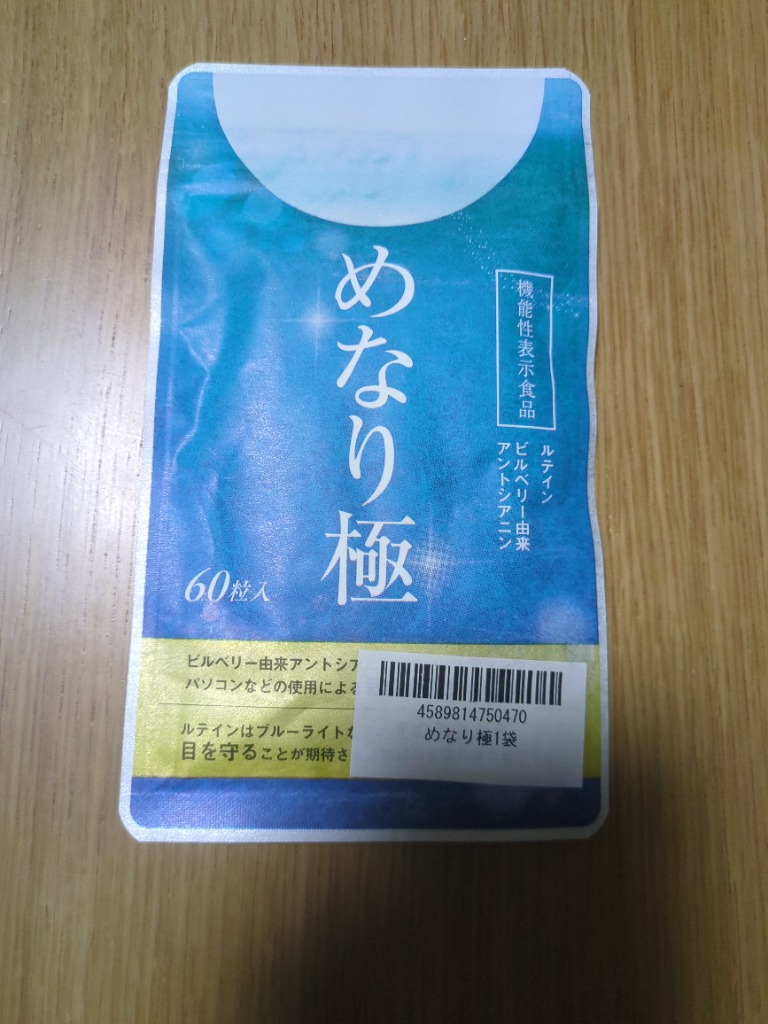 めなり極
機能性表示食品
ルテイン
ビルベリー由来
アントシアニン
60粒入
ビルベリー由来アントシア
パソコンなどの使用による
ルテインはブルーライト
目を守ることが期待さ
4589814750470
めなり極1袋